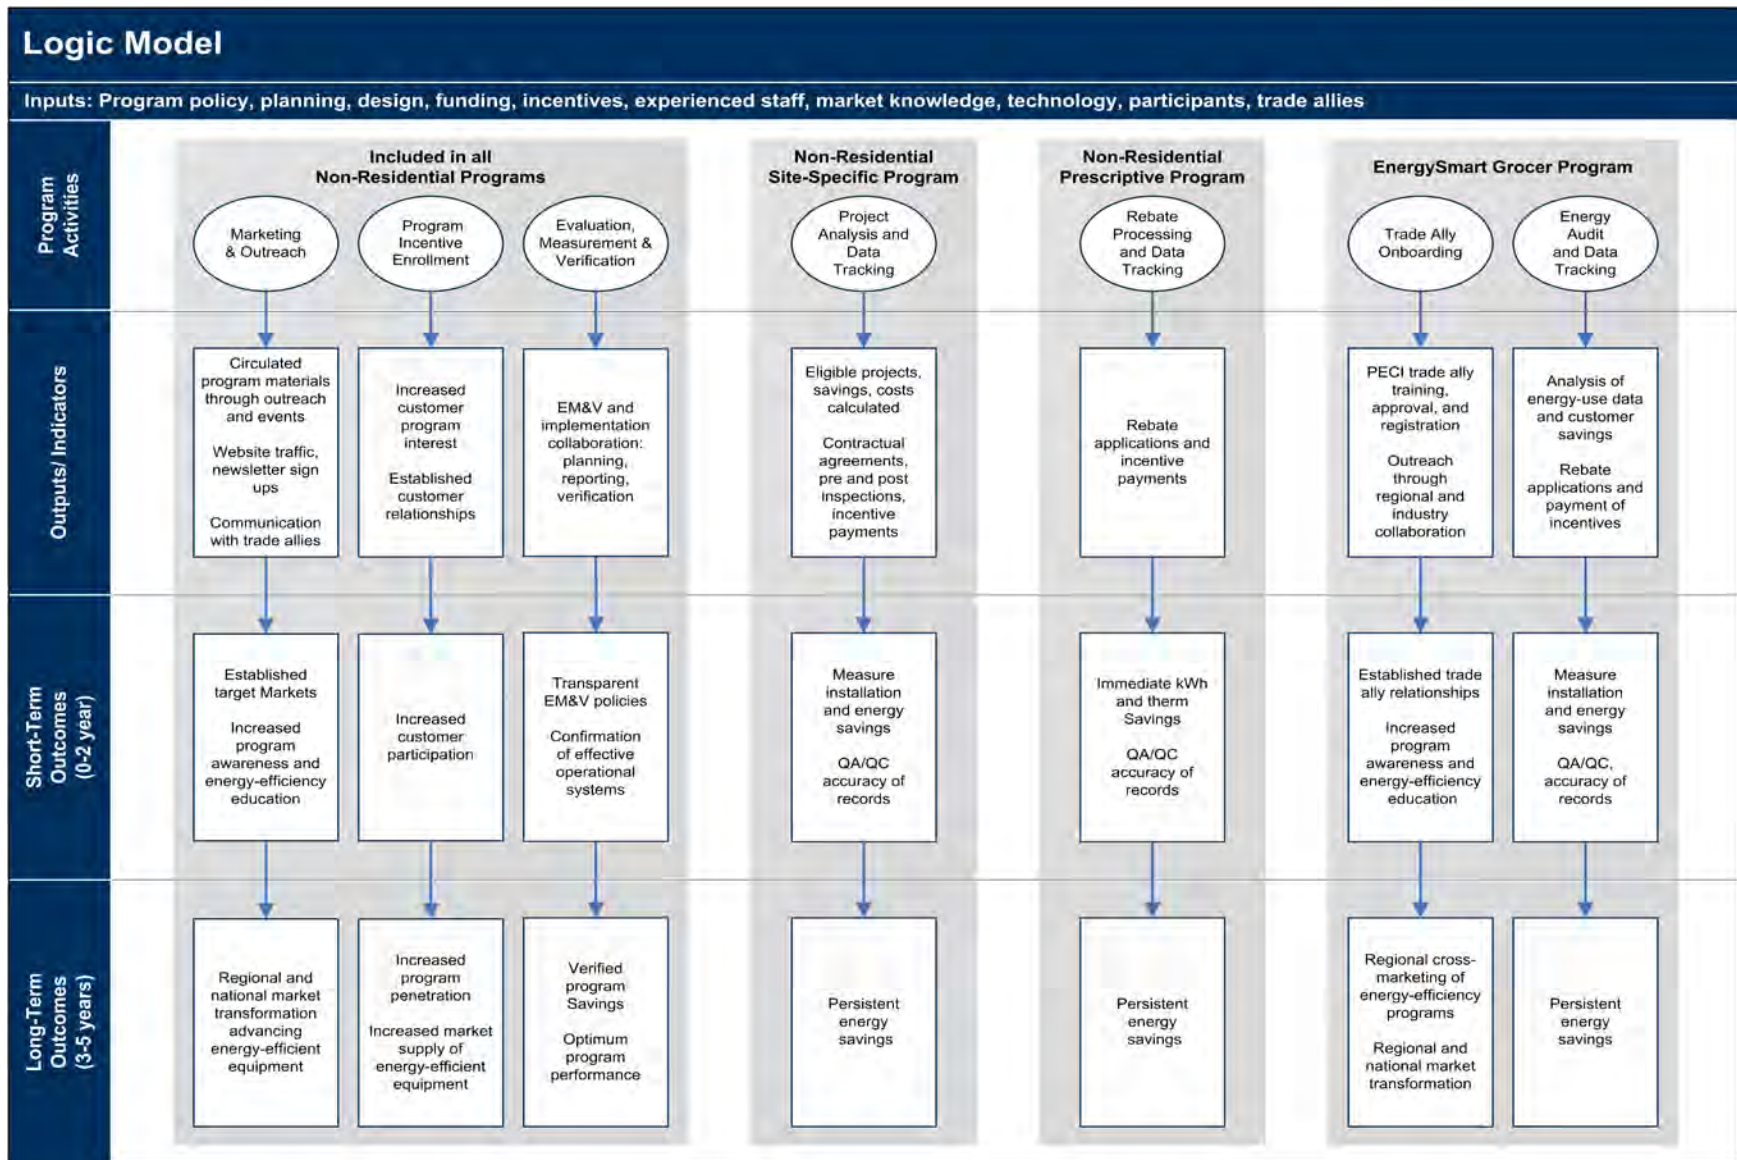 Logic Model
Inputs: Program policy, planning, design, funding, incentives, experienced staff, market knowledge, technology, participants, trade allies
Program
Activities
Included in all
Non-Residential Programs
Marketing
& Outreach
Program
Incentive
Enrollment
Evaluation,
Measurement &
Verification
Non-Residential
Site-Specific Program
Project
Analysis and
Data
Tracking
Non-Residential
Prescriptive Program
Rebate
Processing
and Data
Tracking
EnergySmart Grocer Program
Trade Ally
Onboarding
Energy
Audit
and Data
Tracking
Outputs/ Indicators
Circulated
program materials
through outreach
and events
Website traffic,
newsletter sign
ups
Communication
with trade allies
Increased
customer
program
interest
Established
customer
relationships
EM&V and
implementation
collaboration:
planning,
reporting,
verification
Eligible projects,
savings, costs
calculated
Contractual
agreements,
pre and post
inspections,
incentive
payments
Rebate
applications and
incentive
payments
PECI trade ally
training,
approval, and
registration
Outreach
through
regional and
industry
collaboration
Analysis of
energy-use data
and customer
savings
Rebate
applications and
payment of
incentives
Short-Term
Outcomes
(0-2 year)
Established
target Markets
Increased
program
awareness and
energy-efficiency
education
Increased
customer
participation
Transparent
EM&V policies
Confirmation
of effective
operational
systems
Measure
installation
and energy
savings
QA/QC
accuracy of
records
Immediate kWh
and therm
Savings
QA/QC
accuracy of
records
Established trade
ally relationships
Increased
program
awareness and
energy-efficiency
education
Measure
installation
and energy
savings
QA/QC,
accuracy of
records
Long-Term
Outcomes
(3-5 years)
Regional and
national market
transformation
advancing
energy-efficient
equipment
Increased
program
penetration
Increased market
supply of
energy-efficient
equipment
Verified
program
Savings
Optimum
program
performance
Persistent
energy
savings
Persistent
energy
savings
Regional cross-
marketing of
energy-efficiency
programs
Regional and
national market
transformation
Persistent
energy
savings